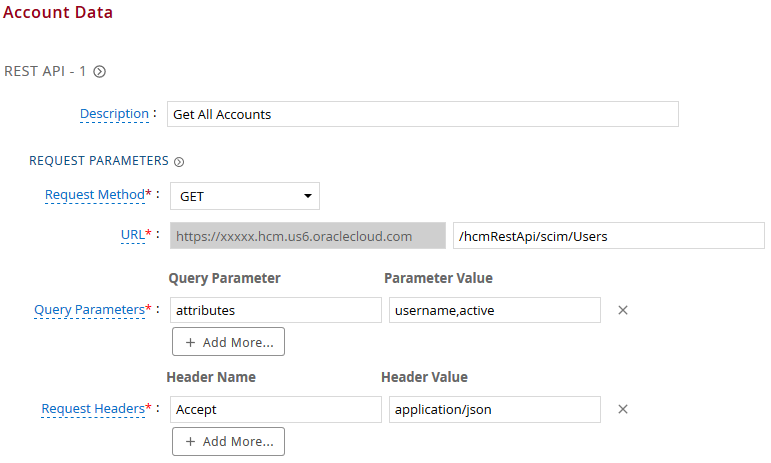 Account Data
REST API - 1
Description :
Get All Accounts
REQUEST PARAMETERS
Request Method* :
GET
URL* :
https://xxxxx.hcm.us6.oraclecloud.com
/hcmRestApi/scim/Users
Query Parameter Parameter Value
Query Parameters* : attributes username,active
+ Add More...
Header Name Header Value
Request Headers* : Accept application/json
+ Add More...